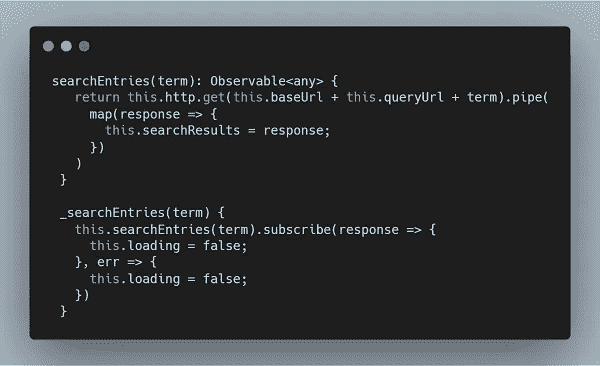 searchEntries(term): Observable<any> {
return this.http.get(this.baseUrl + this.queryUrl + term).pipe(
map(response => {
this.searchResults = response;
})
)
}
_searchEntries(term) {
this.searchEntries(term).subscribe(response => {
this.loading = false;
}, err => {
this.loading = false;
})
}